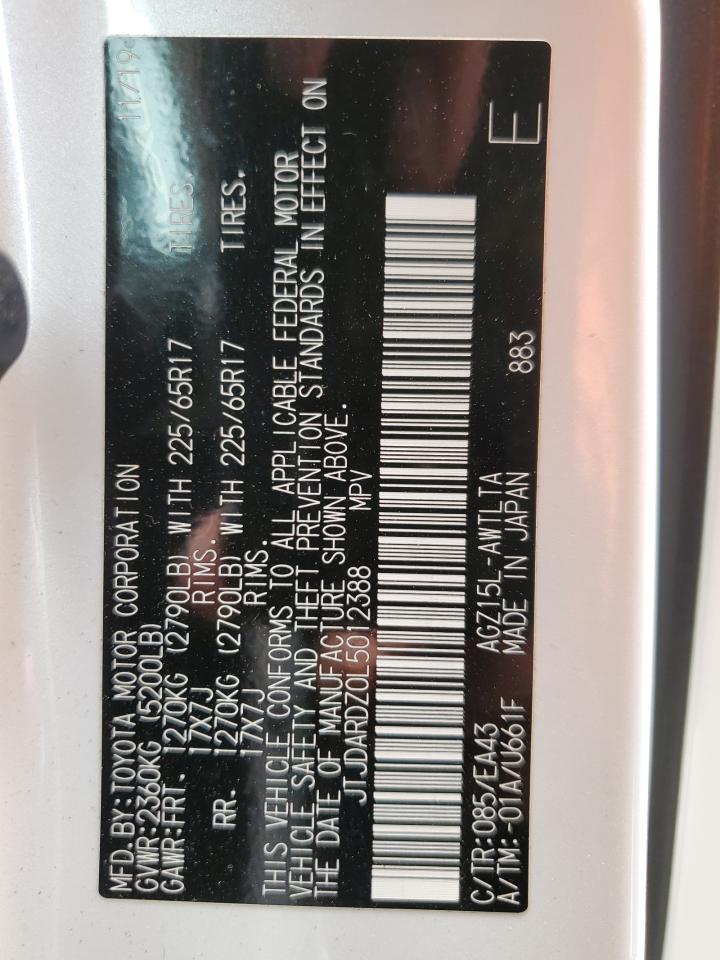 MFD. BY: TOYOTA MOTOR CORPORATION 11/19
GVWR: 2360KG (5200LB)
GAWR: FRT. 1270KG (2790LB) WITH 225/65R17 TIRES.
17X7J RIMS.
RR. 1270KG (2790LB) WITH 225/65R17 TIRES.
17X7J RIMS.
THIS VEHICLE CONFORMS TO ALL APPLICABLE FEDERAL MOTOR
VEHICLE SAFETY AND THEFT PREVENTION STANDARDS IN EFFECT ON
THE DATE OF MANUFACTURE SHOWN ABOVE.
JTJDARDZ0L5012388 MPV
C/TR: 085/EA43 AGZ15L-AWTLTA
A/TM: -01A/U661F MADE IN JAPAN 883
E